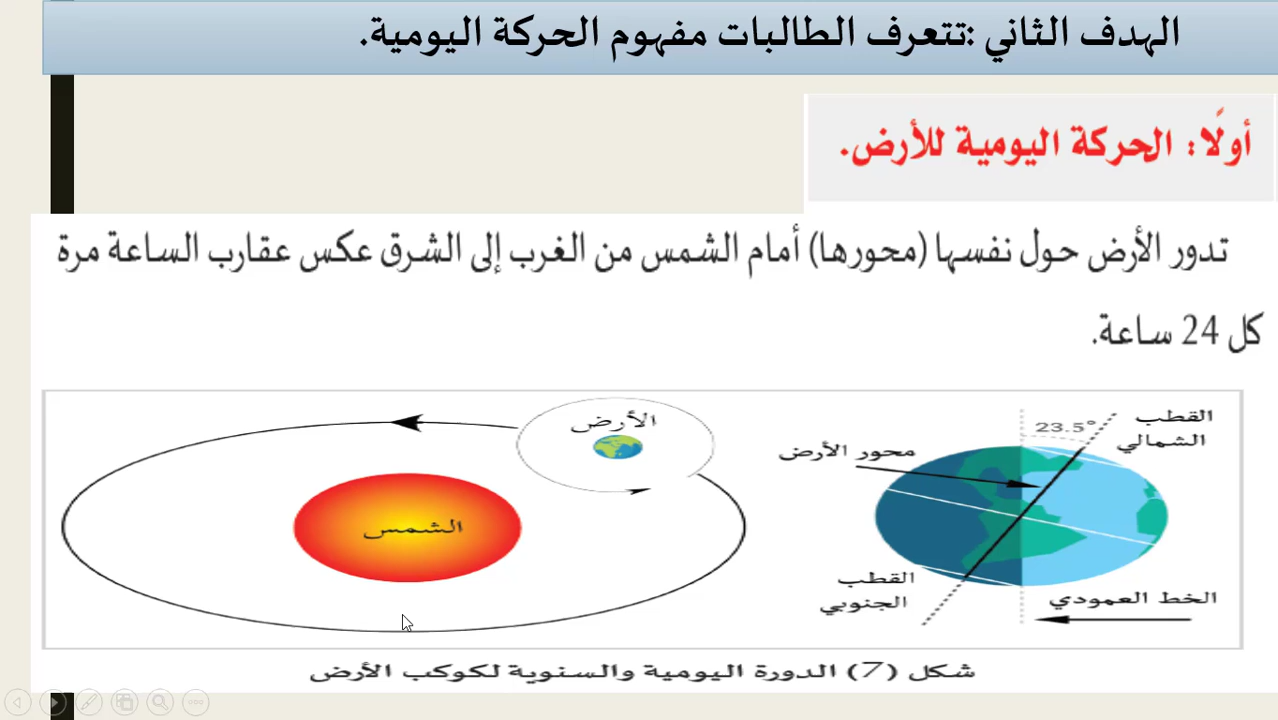 الهدف الثاني :تتعرف الطالبات مفهوم الحركة اليومية.
أولًا: الحركة اليومية للأرض.
تدور الأرض حول نفسها (محورها) أمام الشمس من الغرب إلى الشرق عكس عقارب الساعة مرة
كل 24 ساعة.
القطب
الشمالي
23.5°
محور الأرض
القطب
الجنوبي
الخط العمودي
الأرض
الشمس
شكل (7) الدورة اليومية والسنوية لكوكب الأرض